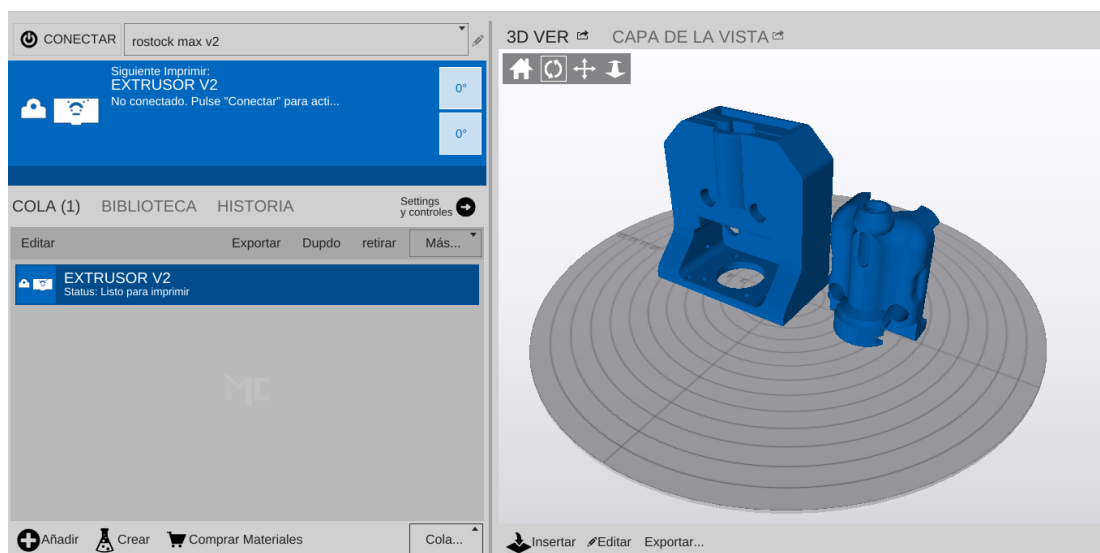 CONECTAR
rostock max v2
Siguiente Imprimir:
EXTRUSOR V2
No conectado. Pulse "Conectar" para acti...
0°
0°
COLA (1) BIBLIOTECA HISTORIA
Settings
y controles
Editar Exportar Dupdo retirar Más...
EXTRUSOR V2
Status: Listo para imprimir
MC
Añadir Crear Comprar Materiales Cola...
3D VER CAPA DE LA VISTA
Insertar Editar Exportar...